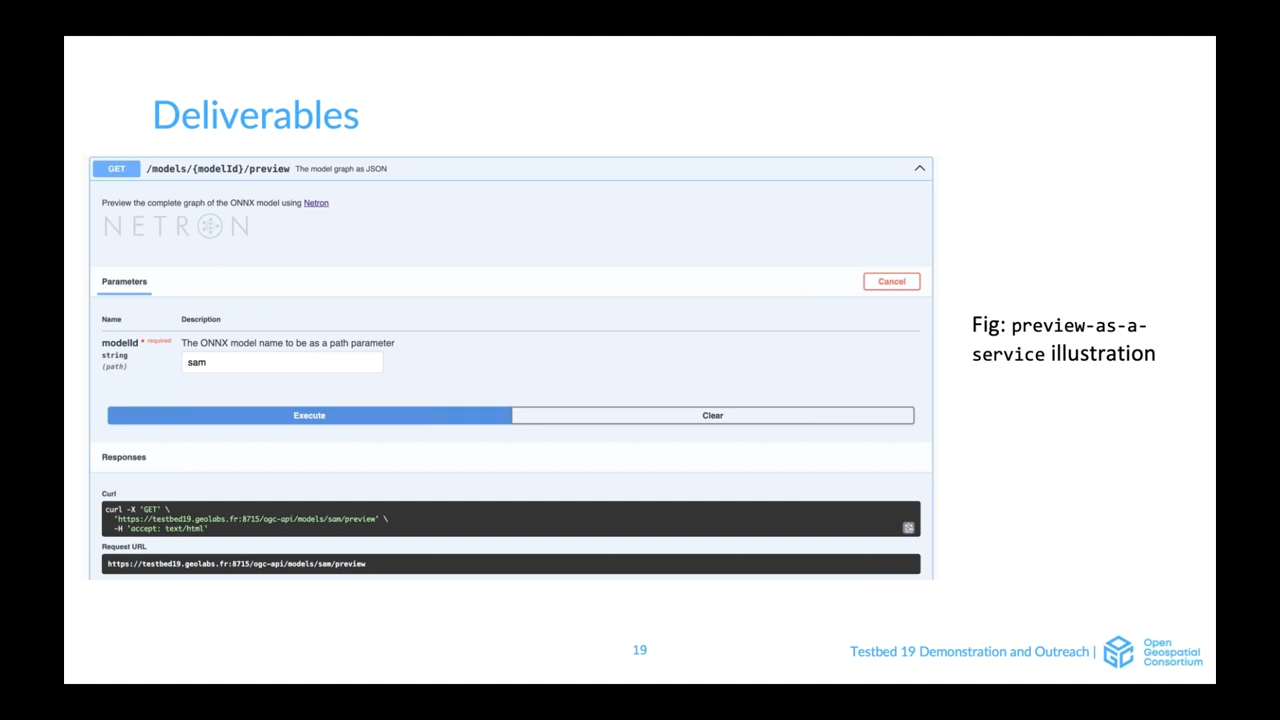 Deliverables
GET /models/{modelId}/preview The model graph as JSON
Preview the complete graph of the ONNX model using Netron
NETRON
Parameters
Cancel
Name Description
modelId * required The ONNX model name to be as a path parameter
string
(path)
sam
Execute Clear
Responses
Curl
curl -X 'GET' \
'https://testbed19.geolabs.fr:8715/ogc-api/models/sam/preview' \
-H 'accept: text/html'
Request URL
https://testbed19.geolabs.fr:8715/ogc-api/models/sam/preview
Fig: preview-as-a-
service illustration
19
Testbed 19 Demonstration and Outreach |
Open
Geospatial
Consortium